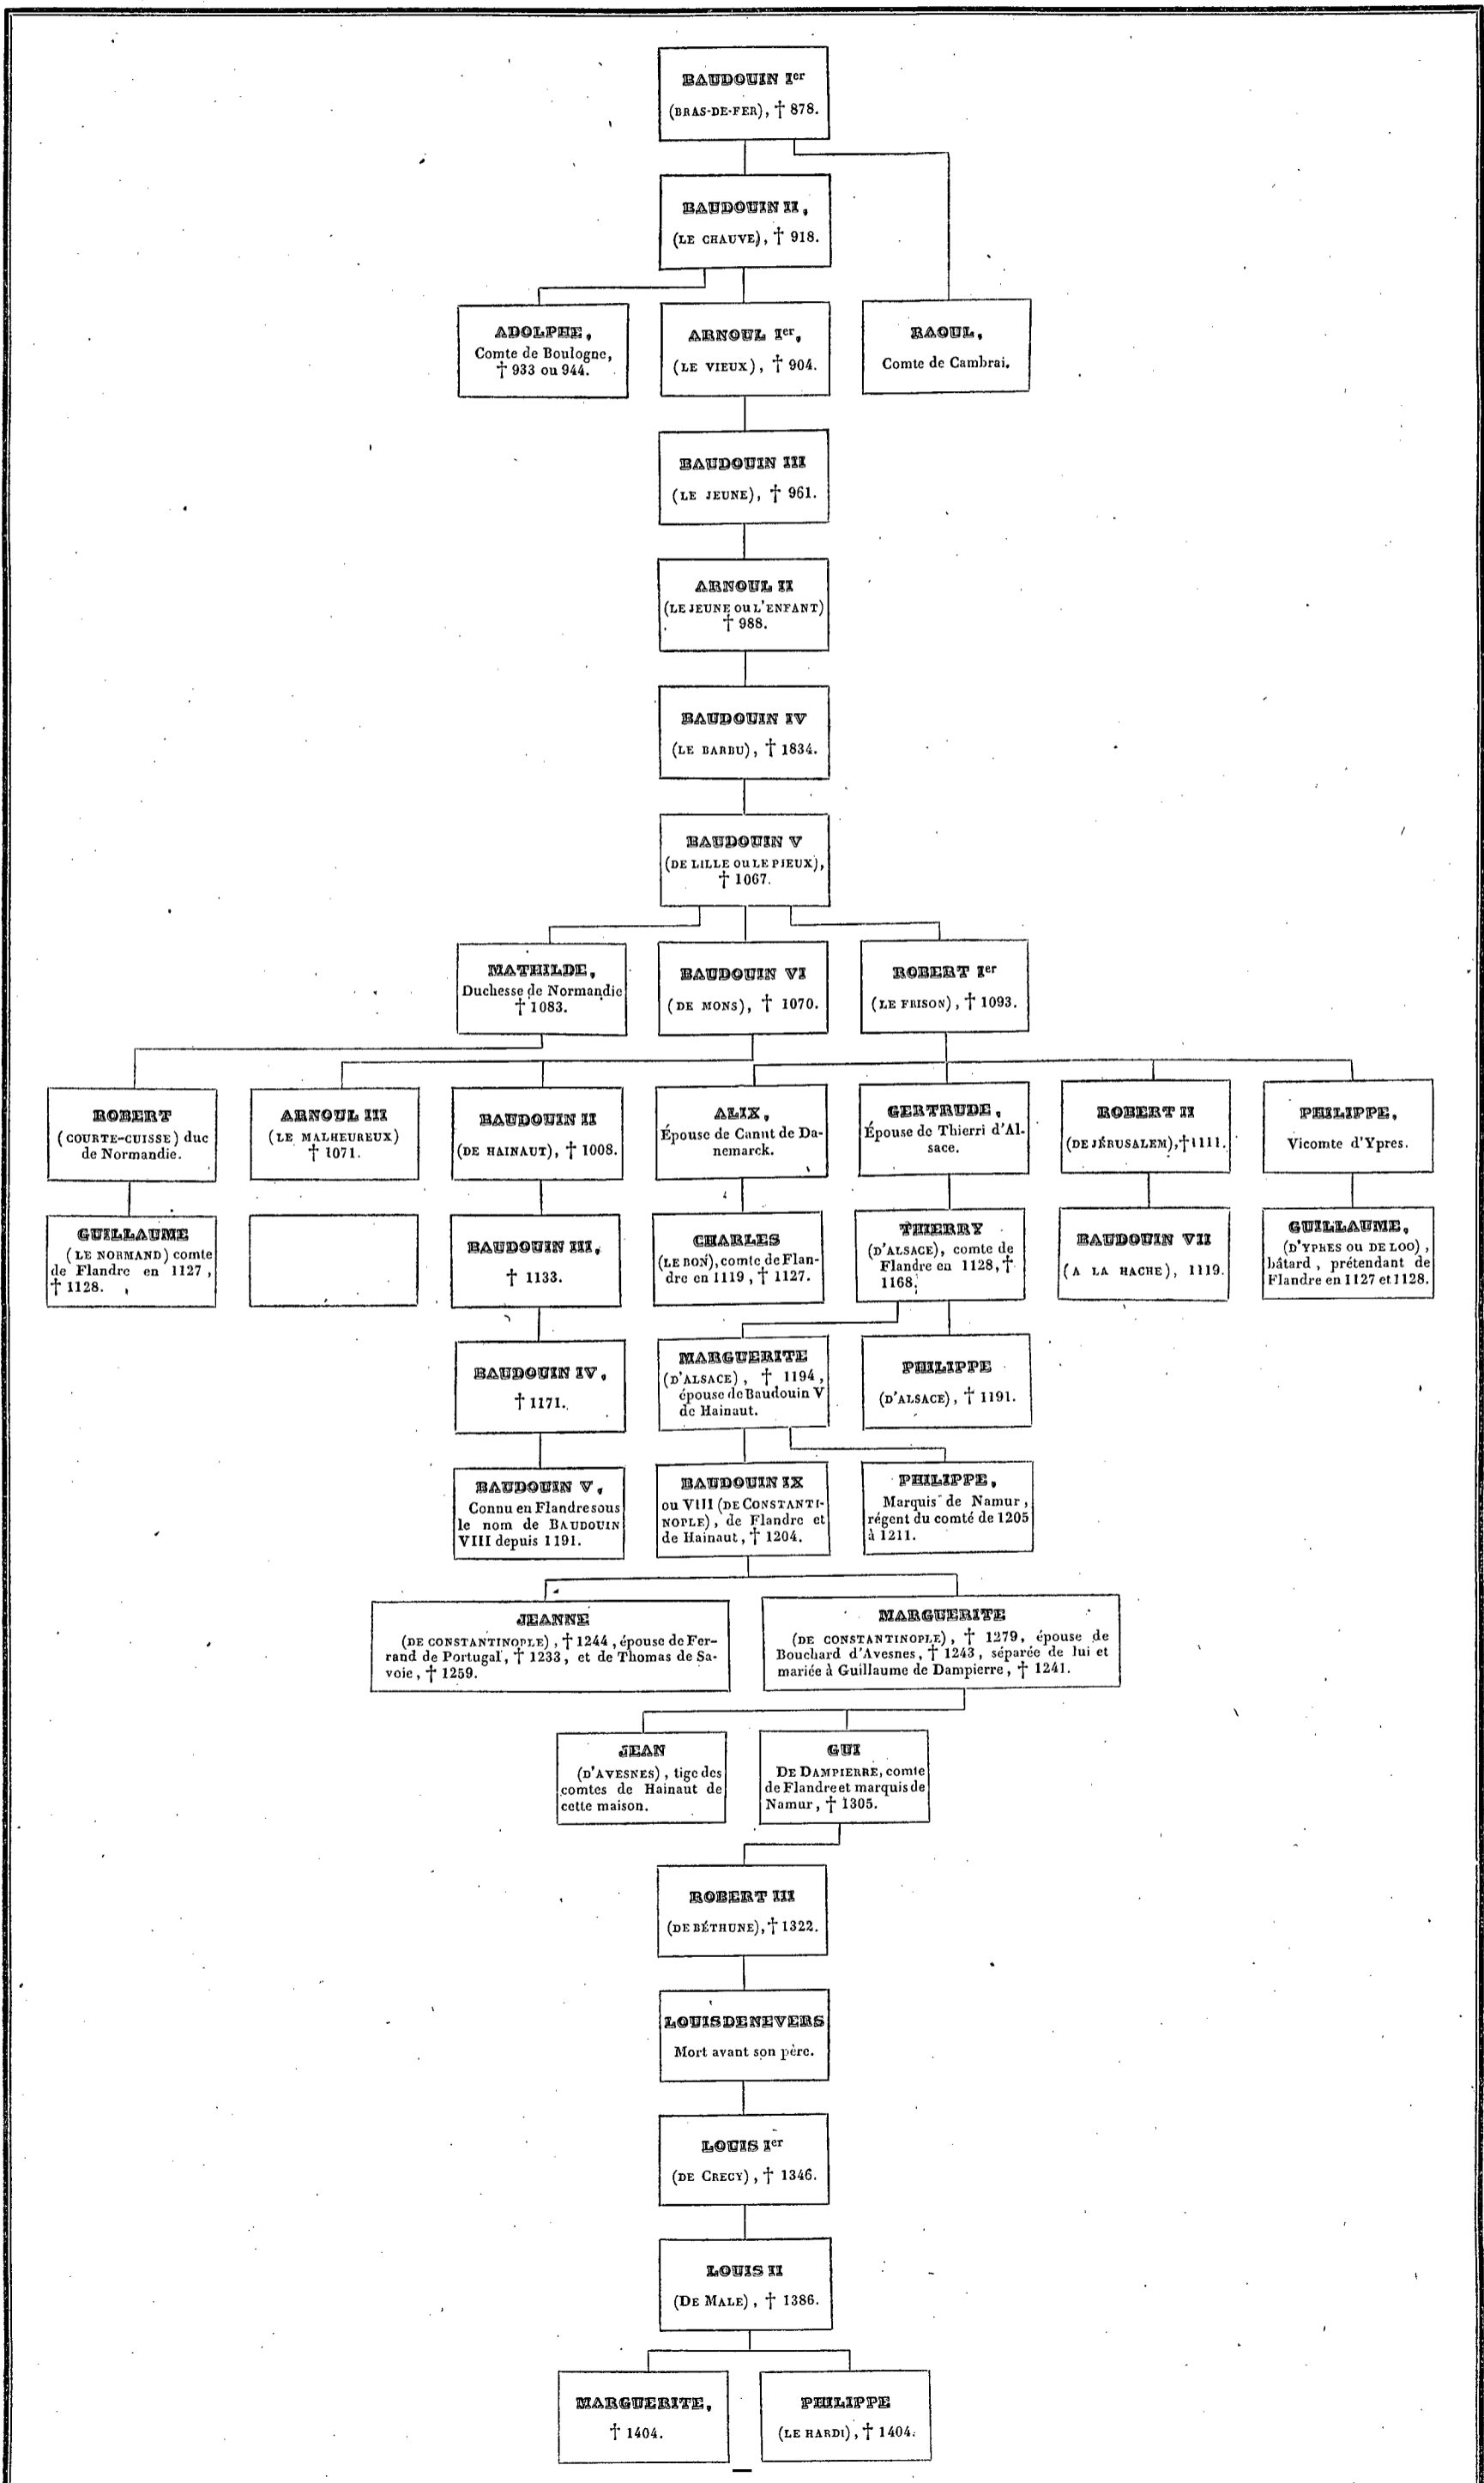 BAUDOUIN Ier
(BRAS-DE-FER), † 878.
BAUDOUIN II,
(LE CHAUVE), † 918.
ADOLPHE,
Comte de Boulogne,
† 933 ou 944.
ARNOUL Ier,
(LE VIEUX), † 904.
RAOUL,
Comte de Cambrai.
BAUDOUIN III
(LE JEUNE), † 961.
ARNOUL II
(LE JEUNE OU L'ENFANT)
† 988.
BAUDOUIN IV
(LE BARBU), † 1834.
BAUDOUIN V
(DE LILLE OU LE PIEUX),
† 1067.
MATHILDE,
Duchesse de Normandie
† 1083.
BAUDOUIN VI
(DE MONS), † 1070.
ROBERT Ier
(LE FRISON), † 1093.
ROBERT
(COURTE-CUISSE) duc
de Normandie.
ARNOUL III
(LE MALHEUREUX)
† 1071.
BAUDOUIN II
(DE HAINAUT), † 1008.
ALIX,
Épouse de Canut de Da-
nemarck.
GERTRUDE,
Épouse de Thierri d'Al-
sace.
ROBERT II
(DE JÉRUSALEM), † 1111.
PHILIPPE,
Vicomte d'Ypres.
GUILLAUME
(LE NORMAND) comte
de Flandre en 1127,
† 1128.
BAUDOUIN III,
† 1133.
CHARLES
(LE BON), comte de Flan-
dre en 1119, † 1127.
THIERRY
(D'ALSACE), comte de
Flandre en 1128, †
1168.
BAUDOUIN VII
(A LA HACHE), 1119.
GUILLAUME,
(D'YPRES OU DE LOO),
bâtard, prétendant de
Flandre en 1127 et 1128.
BAUDOUIN IV,
† 1171.
MARGUERITE
(D'ALSACE), † 1194,
épouse de Baudouin V
de Hainaut.
PHILIPPE
(D'ALSACE), † 1191.
BAUDOUIN V,
Connu en Flandre sous
le nom de BAUDOUIN
VIII depuis 1191.
BAUDOUIN IX
ou VIII (DE CONSTANTI-
NOPLE), de Flandre et
de Hainaut, † 1204.
PHILIPPE,
Marquis de Namur,
régent du comté de 1205
à 1211.
JEANNE
(DE CONSTANTINOPLE), † 1244, épouse de Fer-
rand de Portugal, † 1233, et de Thomas de Sa-
voie, † 1259.
MARGUERITE
(DE CONSTANTINOPLE), † 1279, épouse de
Bouchard d'Avesnes, † 1243, séparée de lui et
mariée à Guillaume de Dampierre, † 1241.
JEAN
(D'AVESNES), tige des
comtes de Hainaut de
cette maison.
GUI
DE DAMPIERRE, comte
de Flandre et marquis de
Namur, † 1305.
ROBERT III
(DE BÉTHUNE), † 1322.
LOUIS DE NEVERS
Mort avant son père.
LOUIS Ier
(DE CRECY), † 1346.
LOUIS II
(DE MALE), † 1386.
MARGUERITE,
† 1404.
PHILIPPE
(LE HARDI), † 1404.